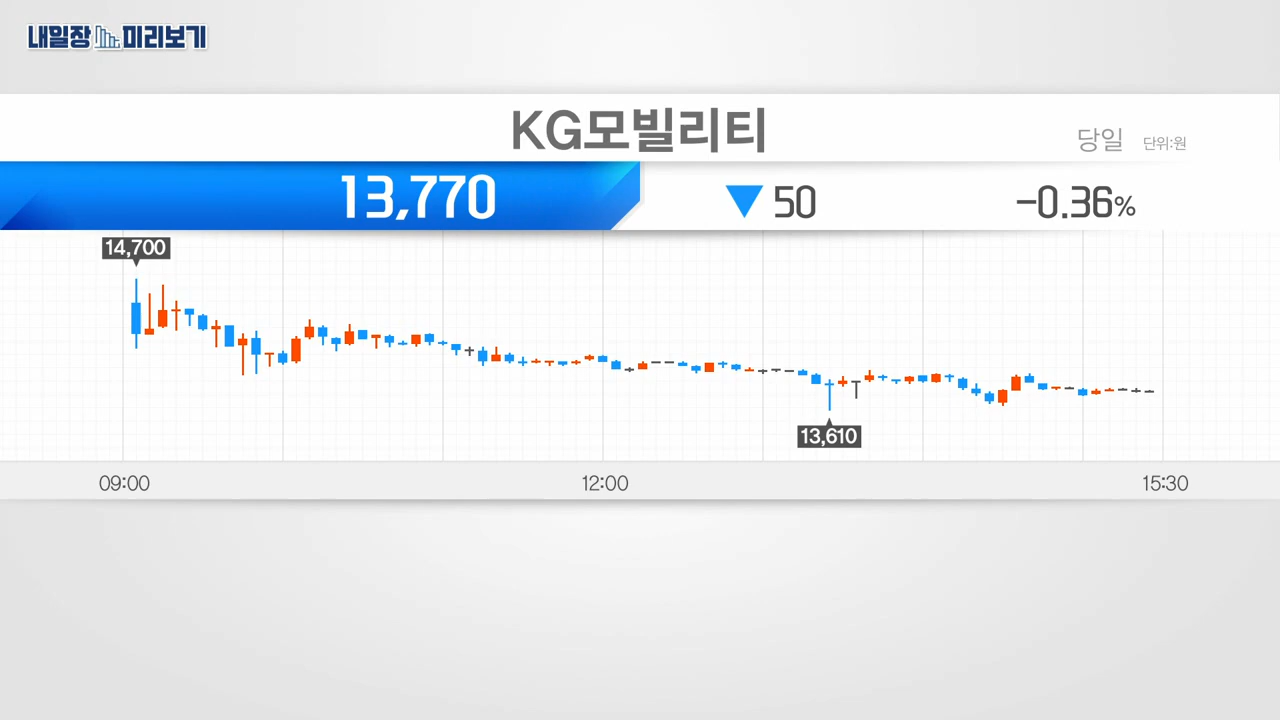 내일장 미리보기
KG모빌리티
당일 단위:원
13,770 ▼50 -0.36%
14,700
13,610
09:00 12:00 15:30